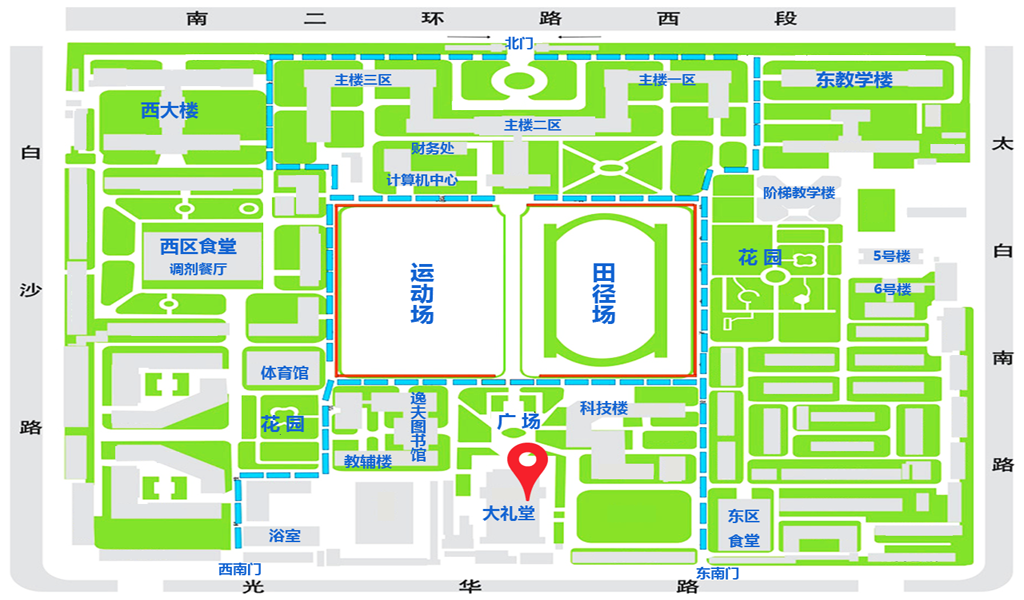 南二环路西段
北门
主楼三区
主楼一区
东教学楼
西大楼
主楼二区
财务处
计算机中心
阶梯教学楼
西区食堂
调剂餐厅
花园
5号楼
6号楼
运动场
田径场
体育馆
花园
逸夫图书馆
广场
科技楼
教辅楼
大礼堂
东区
食堂
浴室
西南门
东南门
白沙路
太白南路
光华路